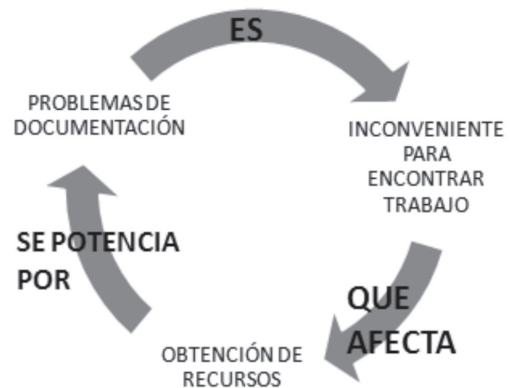 ES
PROBLEMAS DE
DOCUMENTACIÓN
INCONVENIENTE
PARA
ENCONTRAR
TRABAJO
SE POTENCIA
POR
QUE
AFECTA
OBTENCIÓN DE
RECURSOS